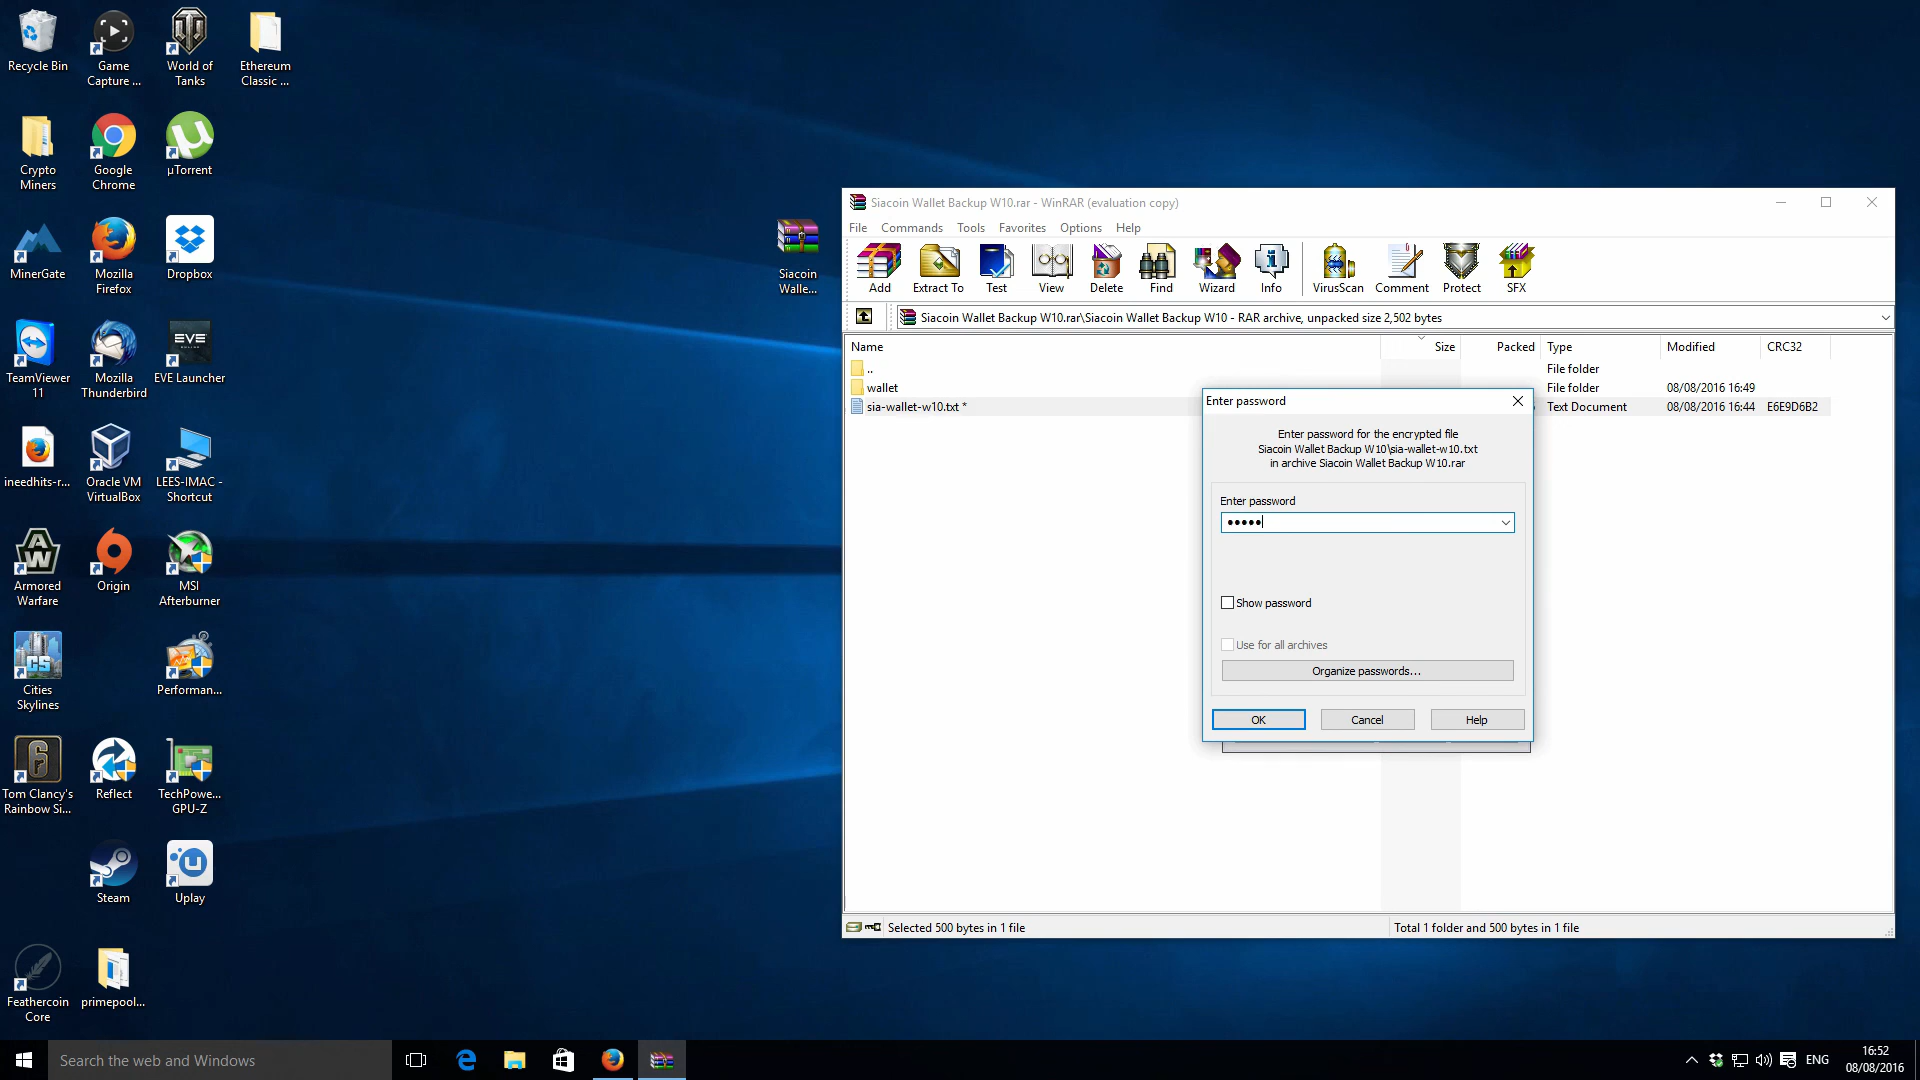 Recycle Bin
Game
Capture ...
World of
Tanks
Ethereum
Classic ...
Crypto
Miners
Google
Chrome
µTorrent
MinerGate
Mozilla
Firefox
Dropbox
TeamViewer
11
Mozilla
Thunderbird
EVE
EVE Launcher
ineedhits-r...
Oracle VM
VirtualBox
LEES-IMAC -
Shortcut
AW
Armored
Warfare
Origin
MSI
Afterburner
CS
Cities
Skylines
Performan...
6
Tom Clancy's
Rainbow Si...
Reflect
TechPowe...
GPU-Z
Steam
Uplay
Feathercoin
Core
primepool...
Siacoin
Walle...
Siacoin Wallet Backup W10.rar - WinRAR (evaluation copy)
File Commands Tools Favorites Options Help
Add Extract To Test View Delete Find Wizard Info VirusScan Comment Protect SFX
Siacoin Wallet Backup W10.rar\Siacoin Wallet Backup W10 - RAR archive, unpacked size 2,502 bytes
Name Size Packed Type Modified CRC32
.. File folder
wallet File folder 08/08/2016 16:49
sia-wallet-w10.txt * Text Document 08/08/2016 16:44 E6E9D6B2
Enter password
Enter password for the encrypted file
Siacoin Wallet Backup W10\sia-wallet-w10.txt
in archive Siacoin Wallet Backup W10.rar
Enter password
●●●●●
Show password
Use for all archives
Organize passwords...
OK Cancel Help
Selected 500 bytes in 1 file
Total 1 folder and 500 bytes in 1 file
Search the web and Windows
ENG
16:52
08/08/2016